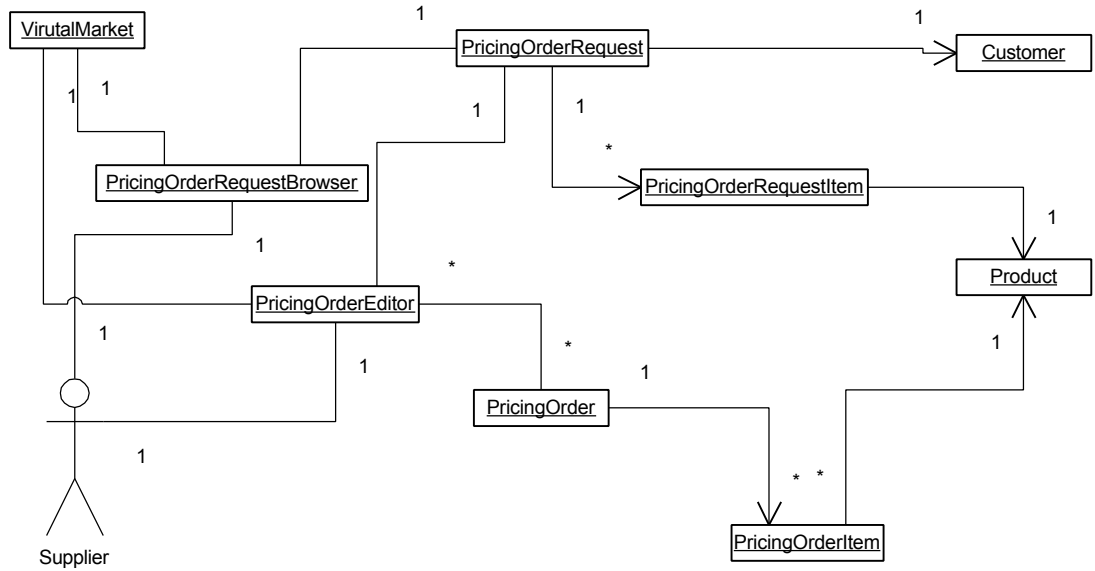 1
1
VirutalMarket
PricingOrderRequest
Customer
1
1
1
1
*
PricingOrderRequestBrowser
PricingOrderRequestItem
1
1
*
Product
PricingOrderEditor
1
*
1
1
1
PricingOrder
1
*
*
PricingOrderItem
Supplier